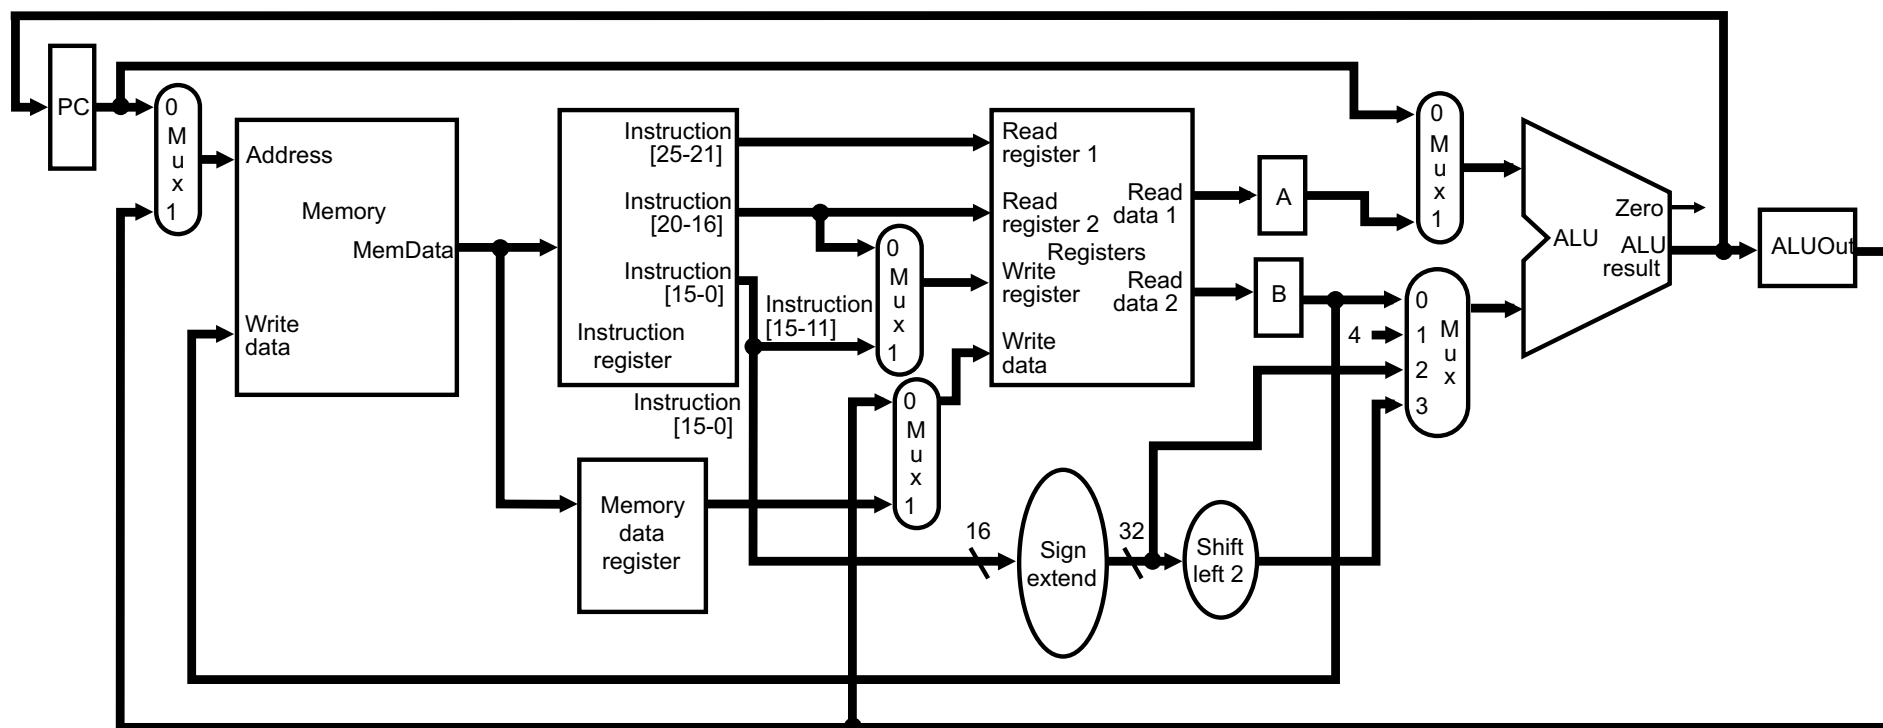 PC
0
M
u
x
1
Address
Memory
MemData
Write
data
Instruction
[25-21]
Instruction
[20-16]
Instruction
[15-0]
Instruction
register
Instruction
[15-0]
Instruction
[15-11]
Memory
data
register
0
M
u
x
1
0
M
u
x
1
Read
register 1
Read
register 2
Registers
Write
register
Write
data
Read
data 1
Read
data 2
16
Sign
extend
32
Shift
left 2
A
B
4
0
M
u
x
1
0
1
2
3
M
u
x
Zero
ALU
ALU
result
ALUOut